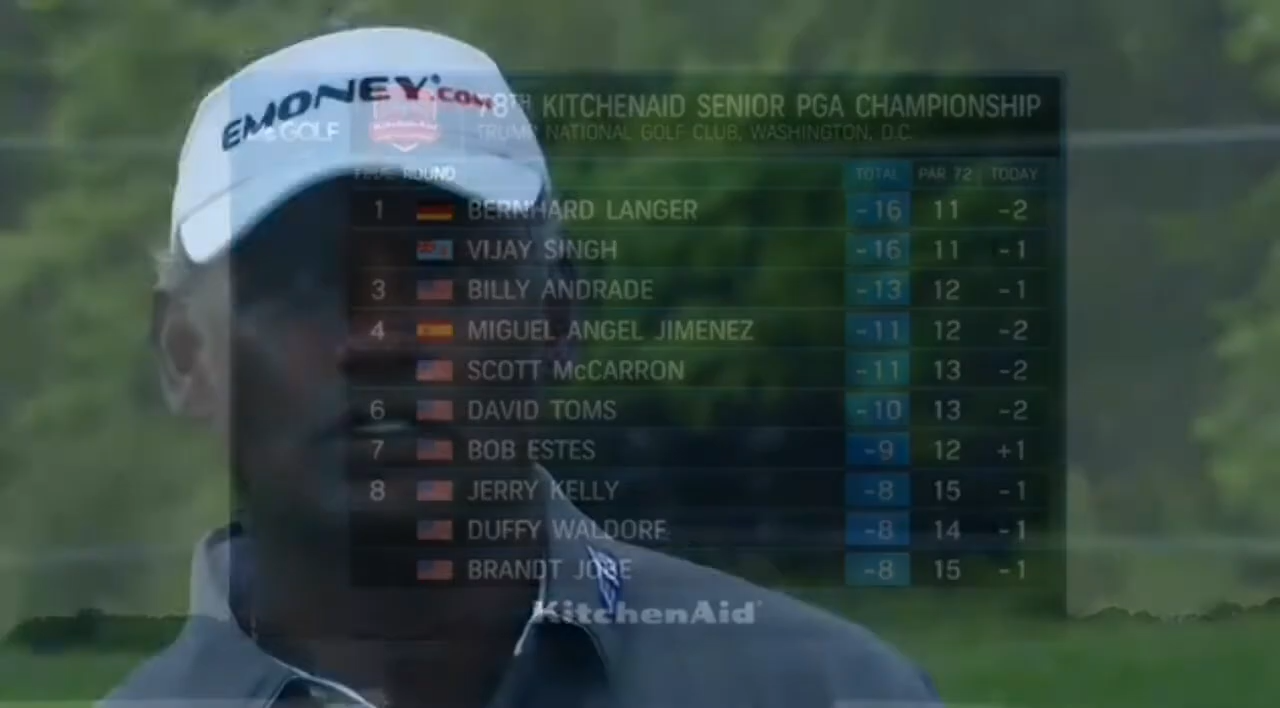 EMONEY.COM
GOLF
78TH KITCHENAID SENIOR PGA CHAMPIONSHIP
TRUMP NATIONAL GOLF CLUB, WASHINGTON, D.C.
FINAL ROUND TOTAL PAR 72 TODAY
1 BERNHARD LANGER -16 11 -2
VIJAY SINGH -16 11 -1
3 BILLY ANDRADE -13 12 -1
4 MIGUEL ANGEL JIMENEZ -11 12 -2
SCOTT McCARRON -11 13 -2
6 DAVID TOMS -10 13 -2
7 BOB ESTES -9 12 +1
8 JERRY KELLY -8 15 -1
DUFFY WALDORF -8 14 -1
BRANDT JOBE -8 15 -1
KitchenAid